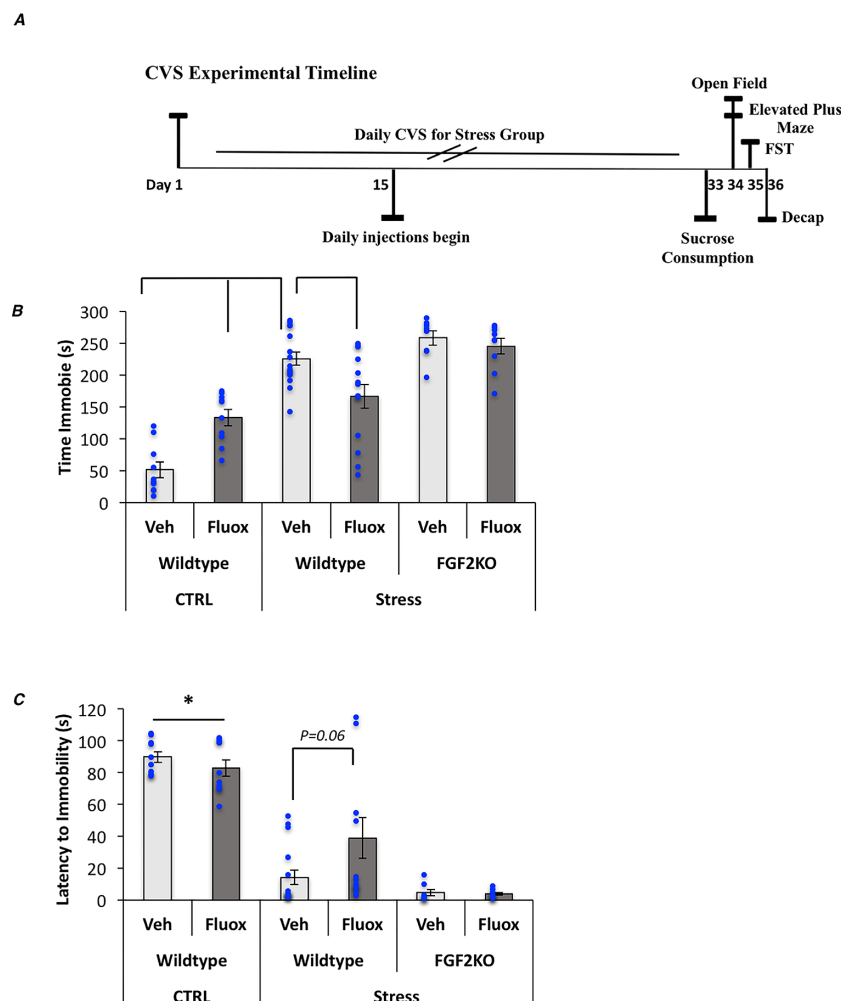 A
CVS Experimental Timeline
Open Field
Elevated Plus
Maze
Daily CVS for Stress Group
FST
Day 1
15
33 34 35 36
Daily injections begin
Sucrose
Consumption
Decap
B
Time Immobie (s)
300
250
200
150
100
50
0
Veh Fluox Veh Fluox Veh Fluox
Wildtype Wildtype FGF2KO
CTRL Stress
C
Latency to Immobility (s)
120
100
80
60
40
20
0
*
P=0.06
Veh Fluox Veh Fluox Veh Fluox
Wildtype Wildtype FGF2KO
CTRL Stress